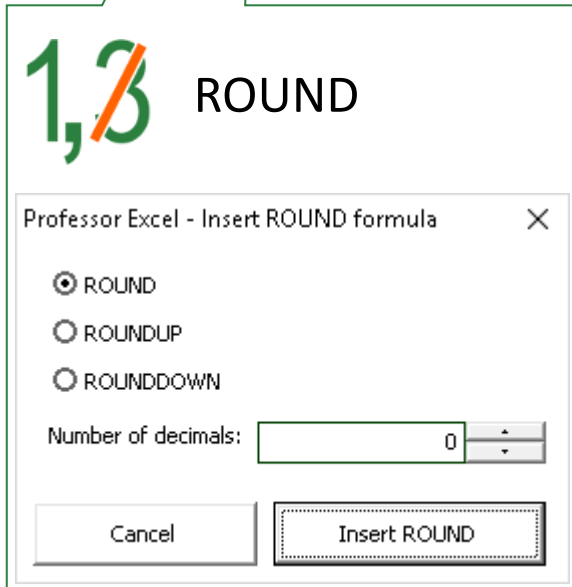 1,3 ROUND
Professor Excel - Insert ROUND formula
ROUND
ROUNDUP
ROUNDDOWN
Number of decimals: 0
Cancel Insert ROUND